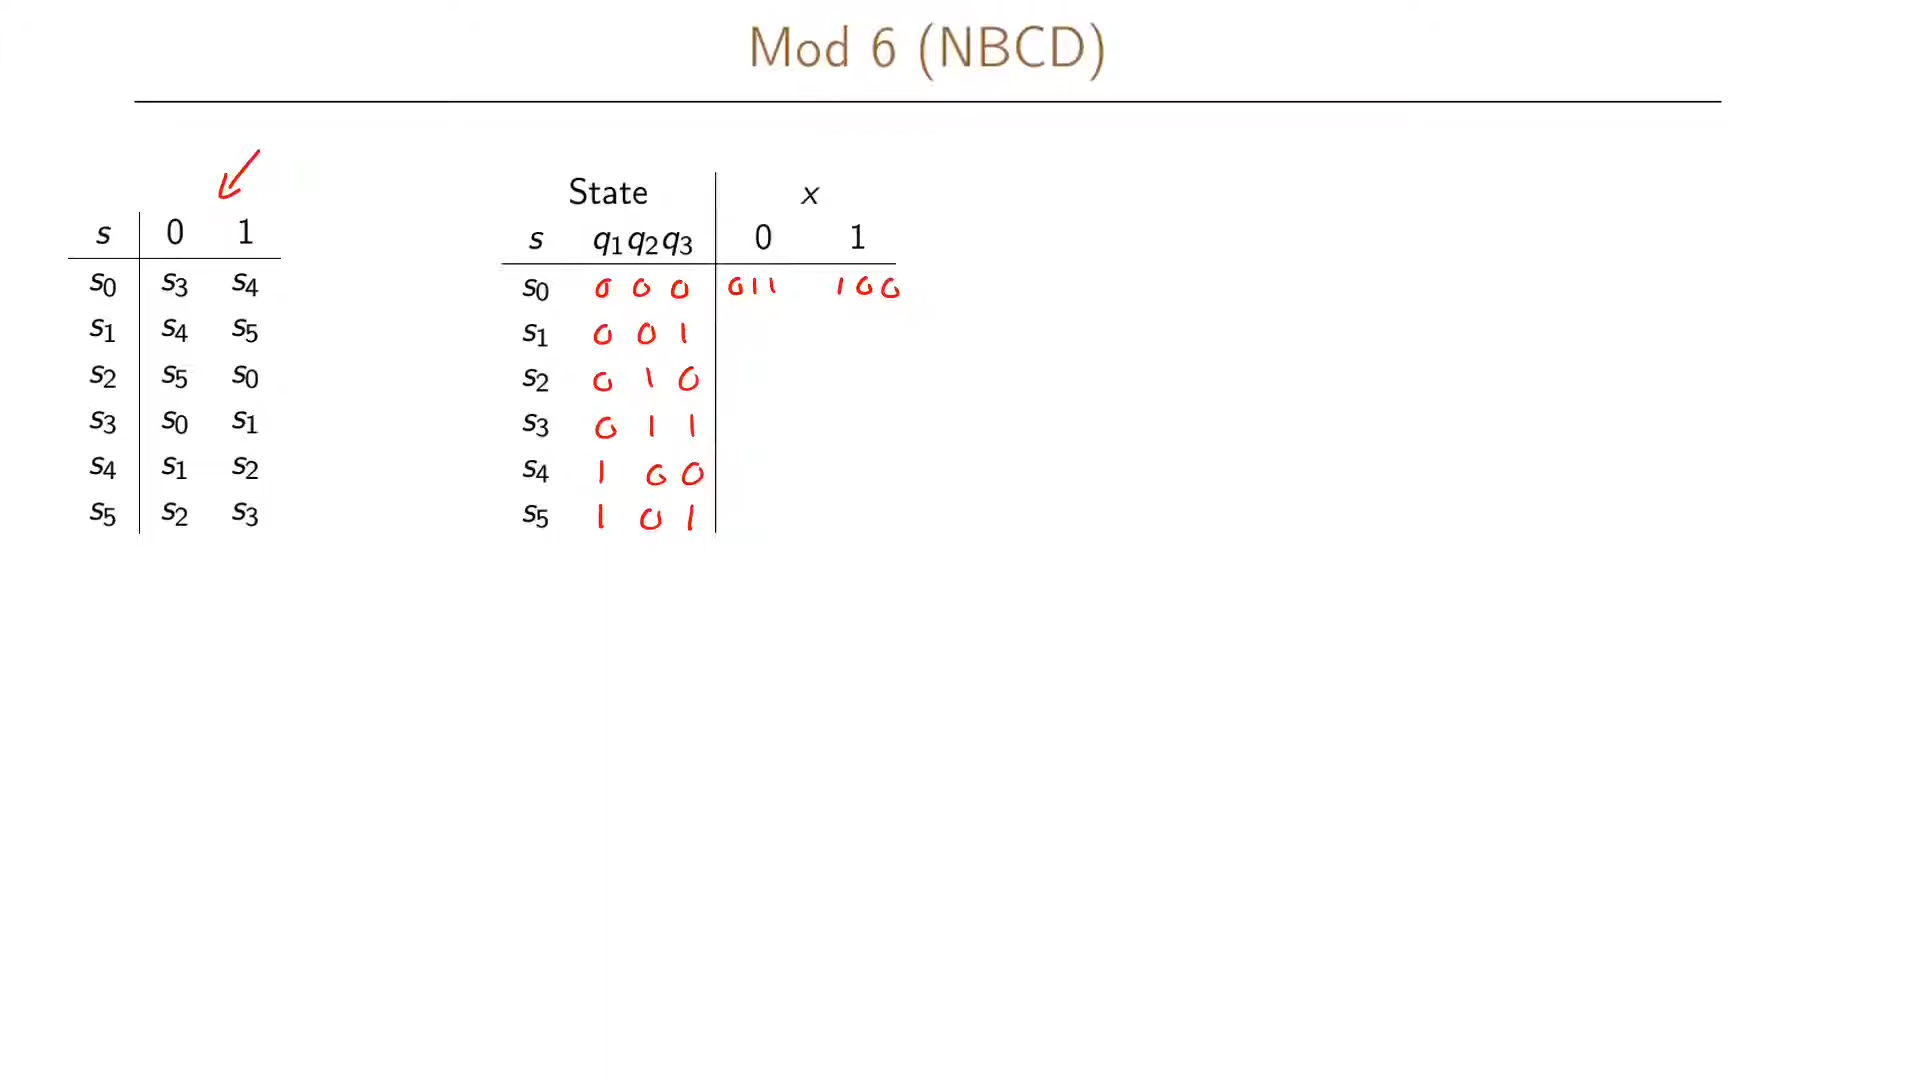 Mod 6 (NBCD)
s 0 1
s0 s3 s4
s1 s4 s5
s2 s5 s0
s3 s0 s1
s4 s1 s2
s5 s2 s3
State x
s q1q2q3 0 1
s0 0 0 0 011 100
s1 0 0 1
s2 0 1 0
s3 0 1 1
s4 1 0 0
s5 1 0 1